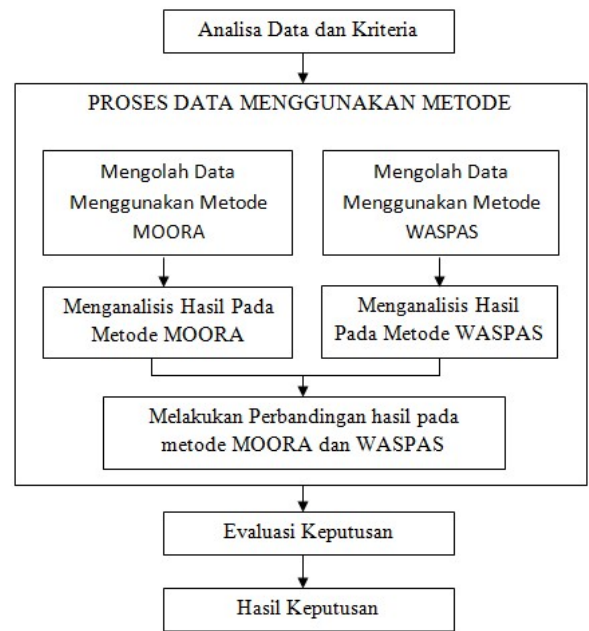 Analisa Data dan Kriteria
PROSES DATA MENGGUNAKAN METODE
Mengolah Data
Menggunakan Metode
MOORA
Mengolah Data
Menggunakan Metode
WASPAS
Menganalisis Hasil Pada
Metode MOORA
Menganalisis Hasil
Pada Metode WASPAS
Melakukan Perbandingan hasil pada
metode MOORA dan WASPAS
Evaluasi Keputusan
Hasil Keputusan